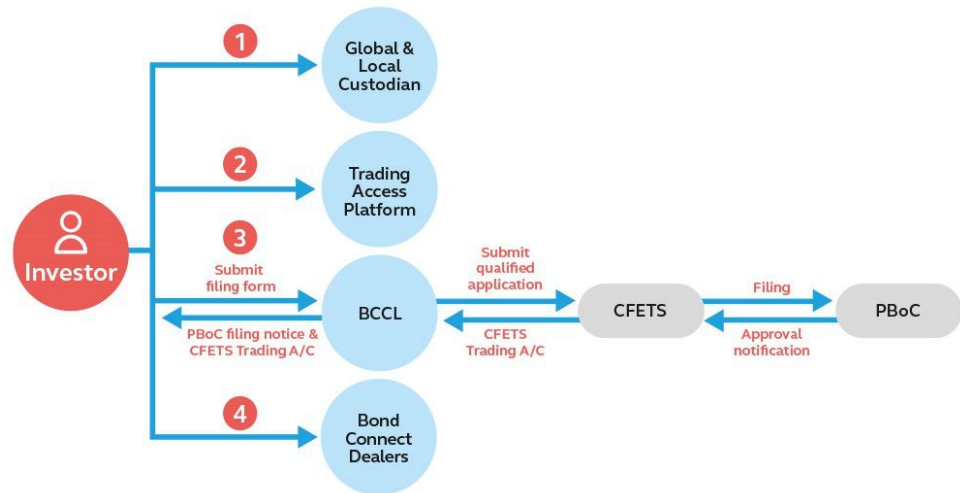 1
Global &
Local
Custodian
2
Trading
Access
Platform
3
Investor
Submit
filing form
PBoC filing notice &
CFETS Trading A/C
BCCL
Submit
qualified
application
CFETS
Trading A/C
CFETS
Filing
Approval
notification
PBoC
4
Bond
Connect
Dealers